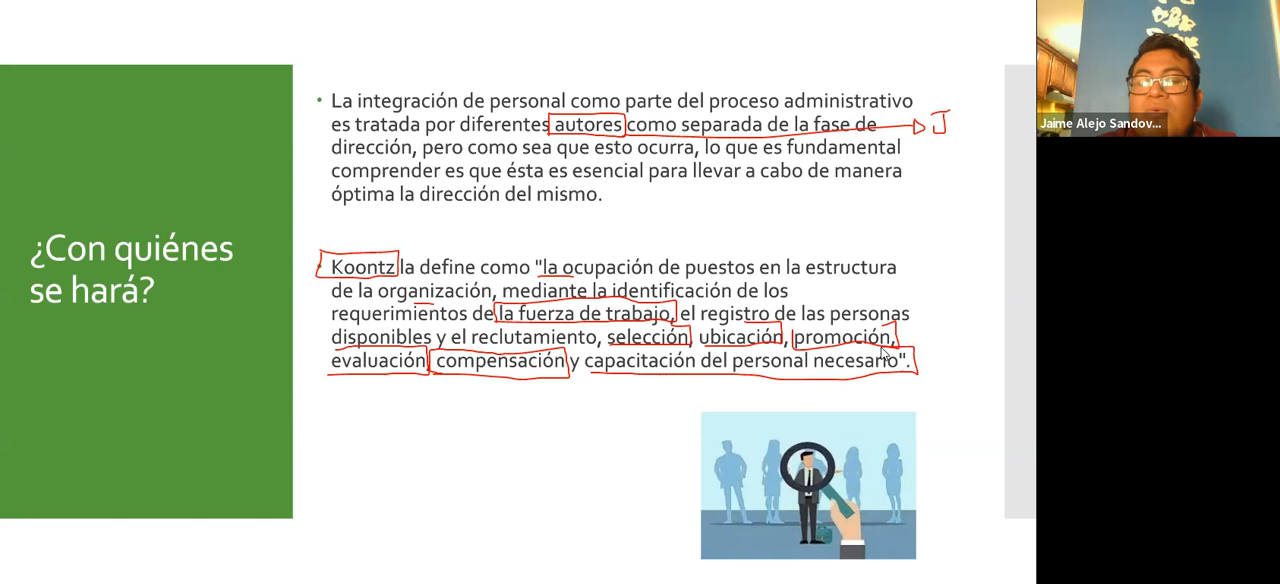 ¿Con quiénes
se hará?
• La integración de personal como parte del proceso administrativo
es tratada por diferentes autores como separada de la fase de
dirección, pero como sea que esto ocurra, lo que es fundamental
comprender es que ésta es esencial para llevar a cabo de manera
óptima la dirección del mismo.
• Koontz la define como "la ocupación de puestos en la estructura
de la organización, mediante la identificación de los
requerimientos de la fuerza de trabajo, el registro de las personas
disponibles y el reclutamiento, selección, ubicación, promoción,
evaluación, compensación y capacitación del personal necesario".
Jaime Alejo Sandov...